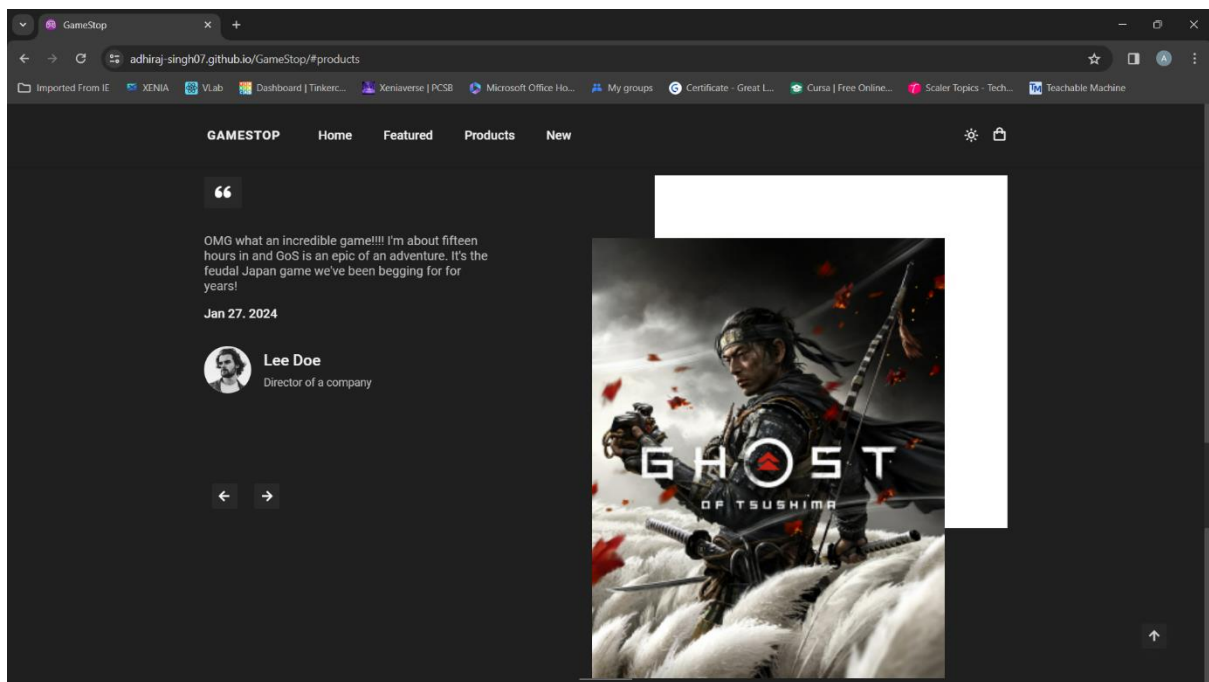 GameStop
adhiraj-singh07.github.io/GameStop/#products
A
Imported From IE XENIA VLab Dashboard | Tinkerc... Xeniaverse | PCSB Microsoft Office Ho... My groups Certificate - Great L... Cursa | Free Online... Scaler Topics - Tech... TM Teachable Machine
GAMESTOP Home Featured Products New
“
OMG what an incredible game!!!! I'm about fifteen
hours in and GoS is an epic of an adventure. It's the
feudal Japan game we've been begging for for
years!
Jan 27. 2024
Lee Doe
Director of a company
GHOST
OF TSUSHIMA